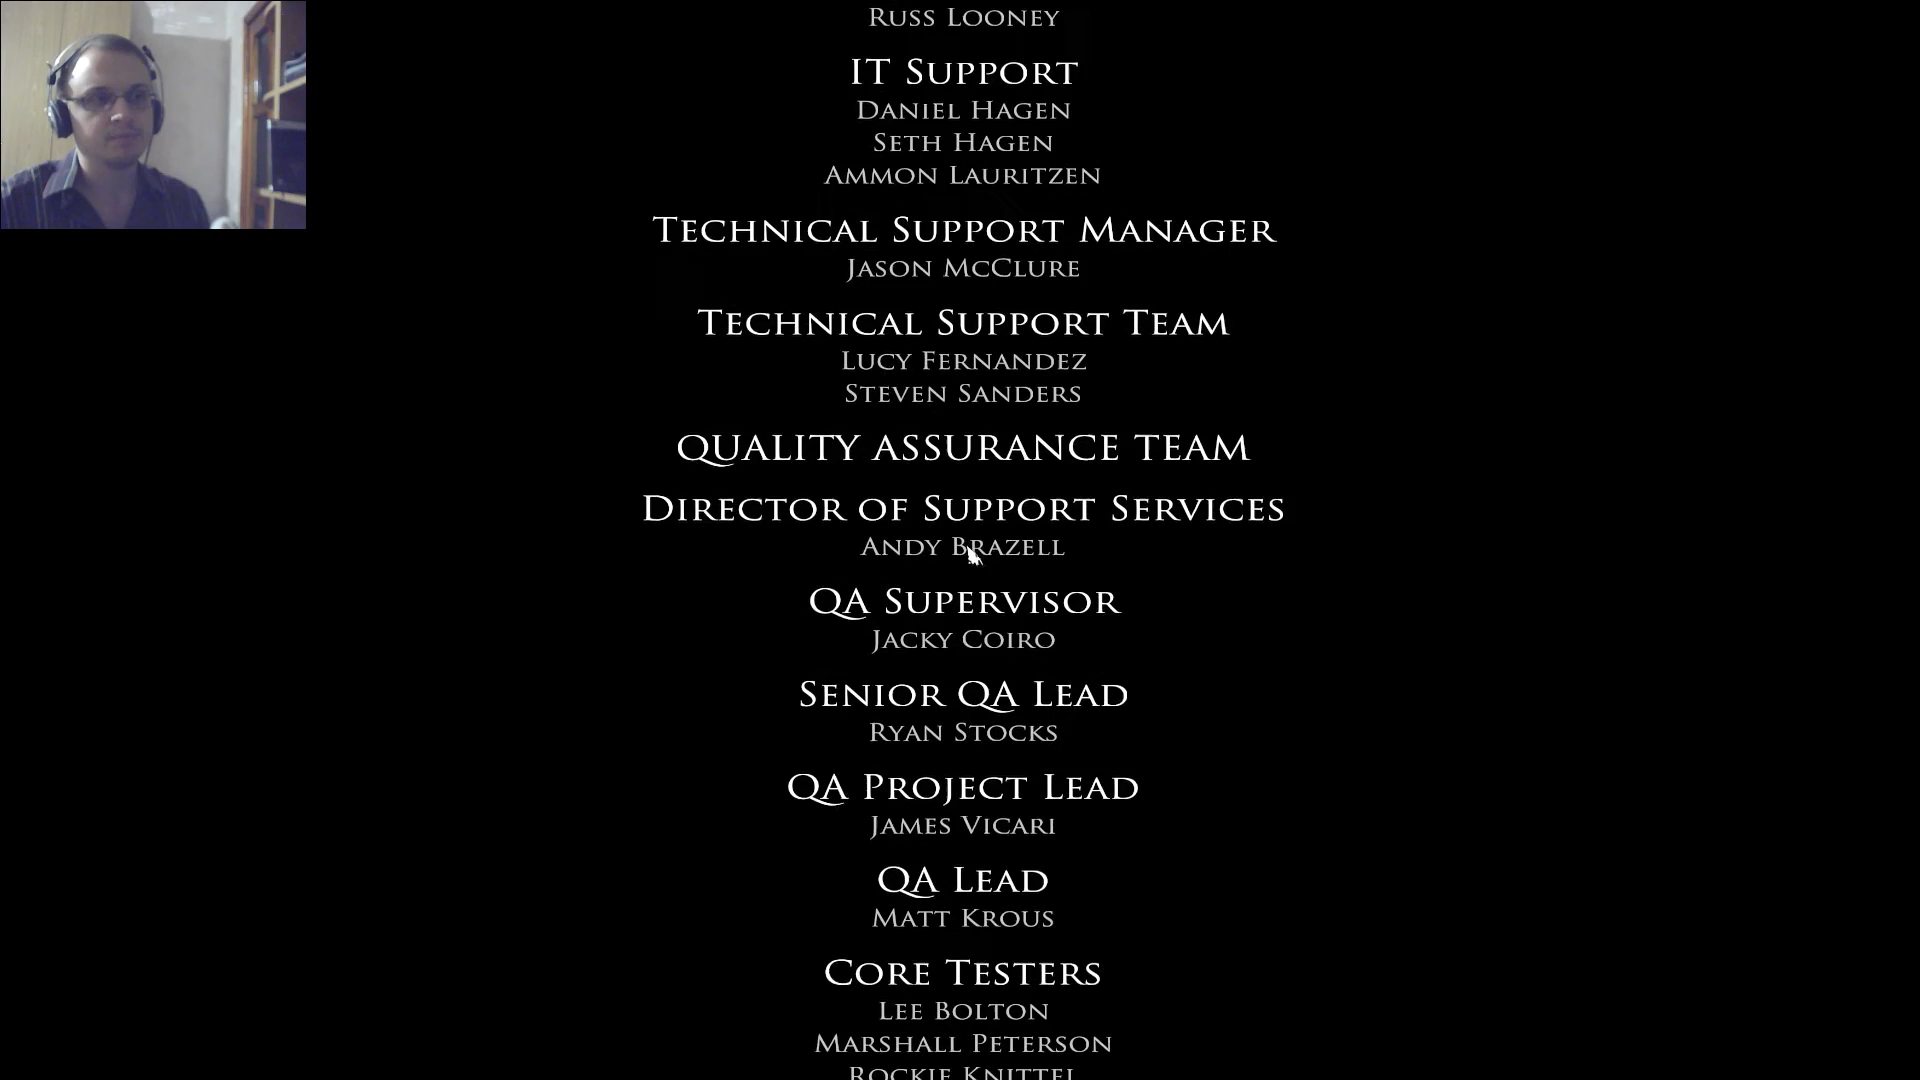 Russ Looney
IT Support
Daniel Hagen
Seth Hagen
Ammon Lauritzen
Technical Support Manager
Jason McClure
Technical Support Team
Lucy Fernandez
Steven Sanders
QUALITY ASSURANCE TEAM
Director of Support Services
Andy Brazell
QA Supervisor
Jacky Coiro
Senior QA Lead
Ryan Stocks
QA Project Lead
James Vicari
QA Lead
Matt Krous
Core Testers
Lee Bolton
Marshall Peterson
Rockie Knittel